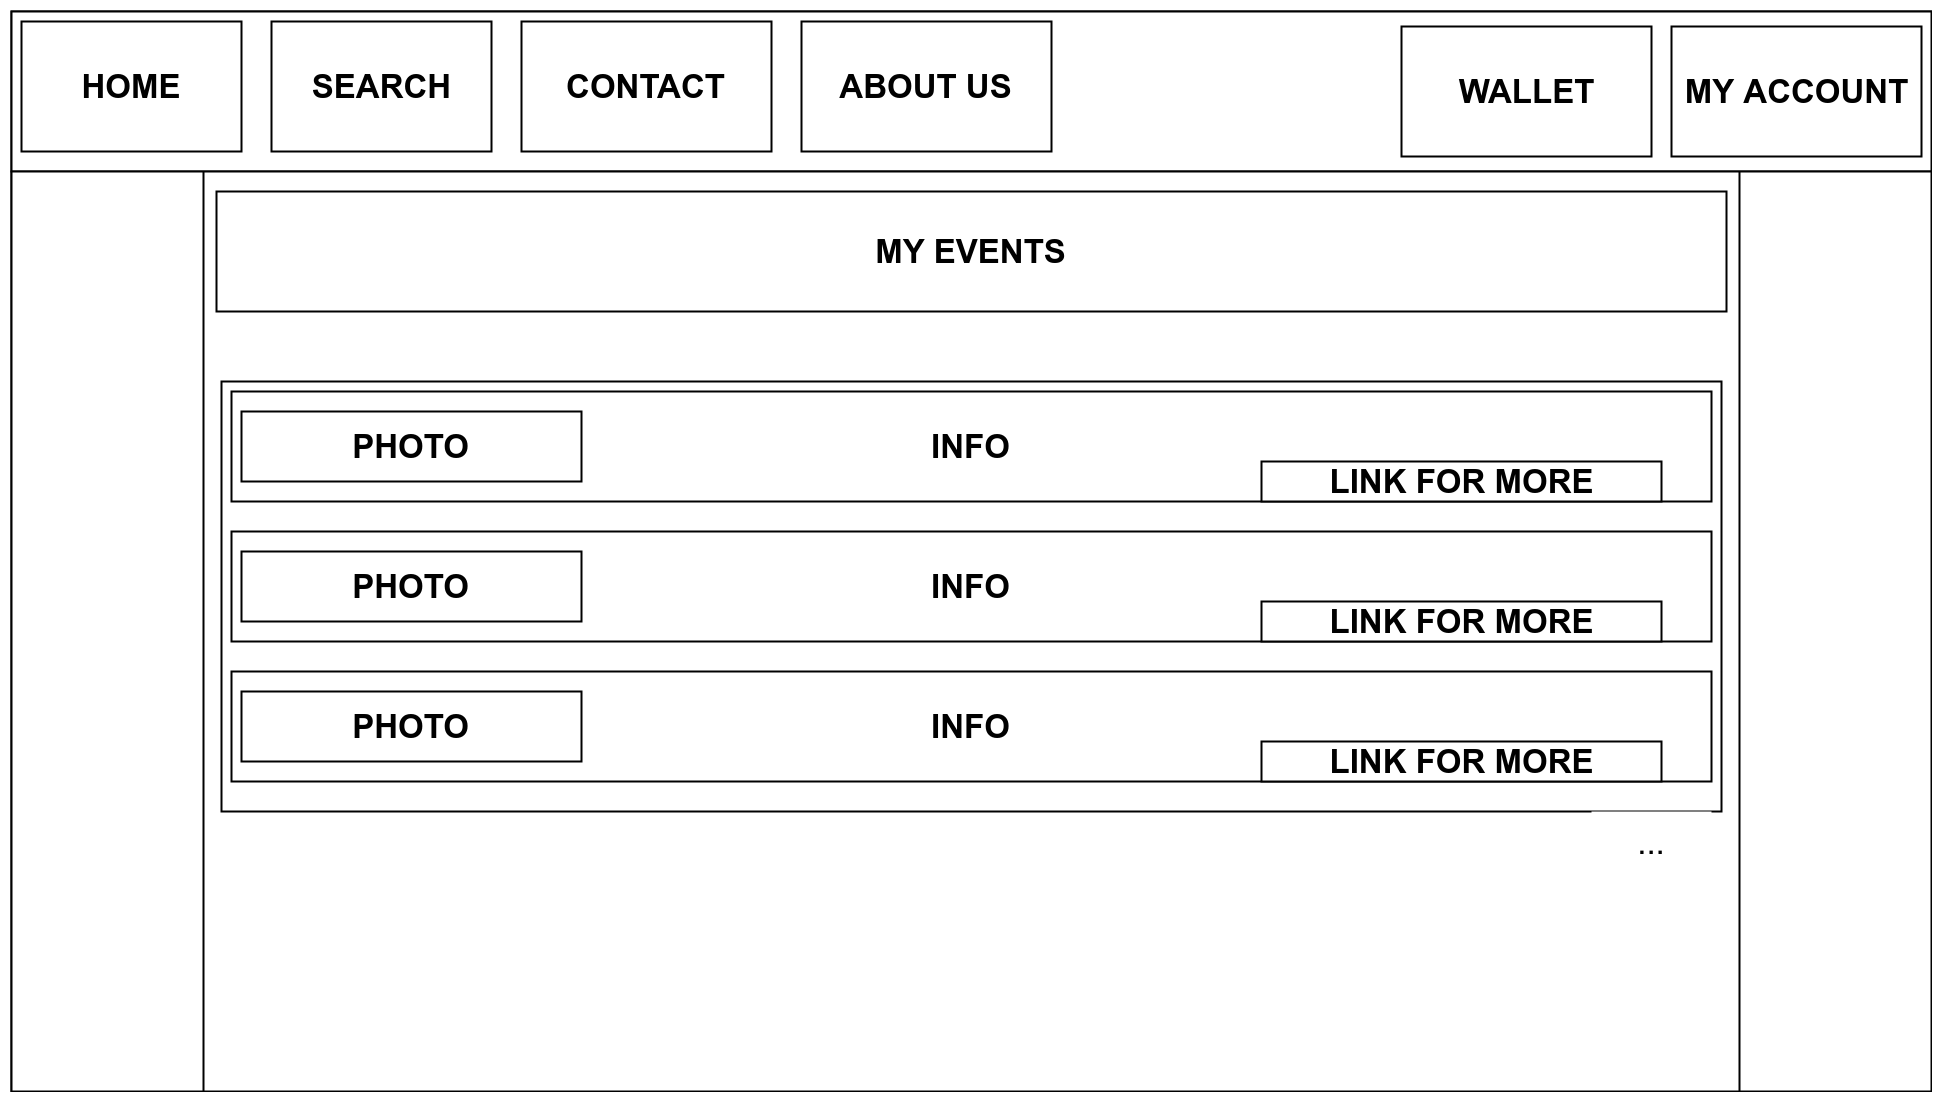 HOME
SEARCH
CONTACT
ABOUT US
WALLET
MY ACCOUNT
MY EVENTS
PHOTO
INFO
LINK FOR MORE
PHOTO
INFO
LINK FOR MORE
PHOTO
INFO
LINK FOR MORE
...